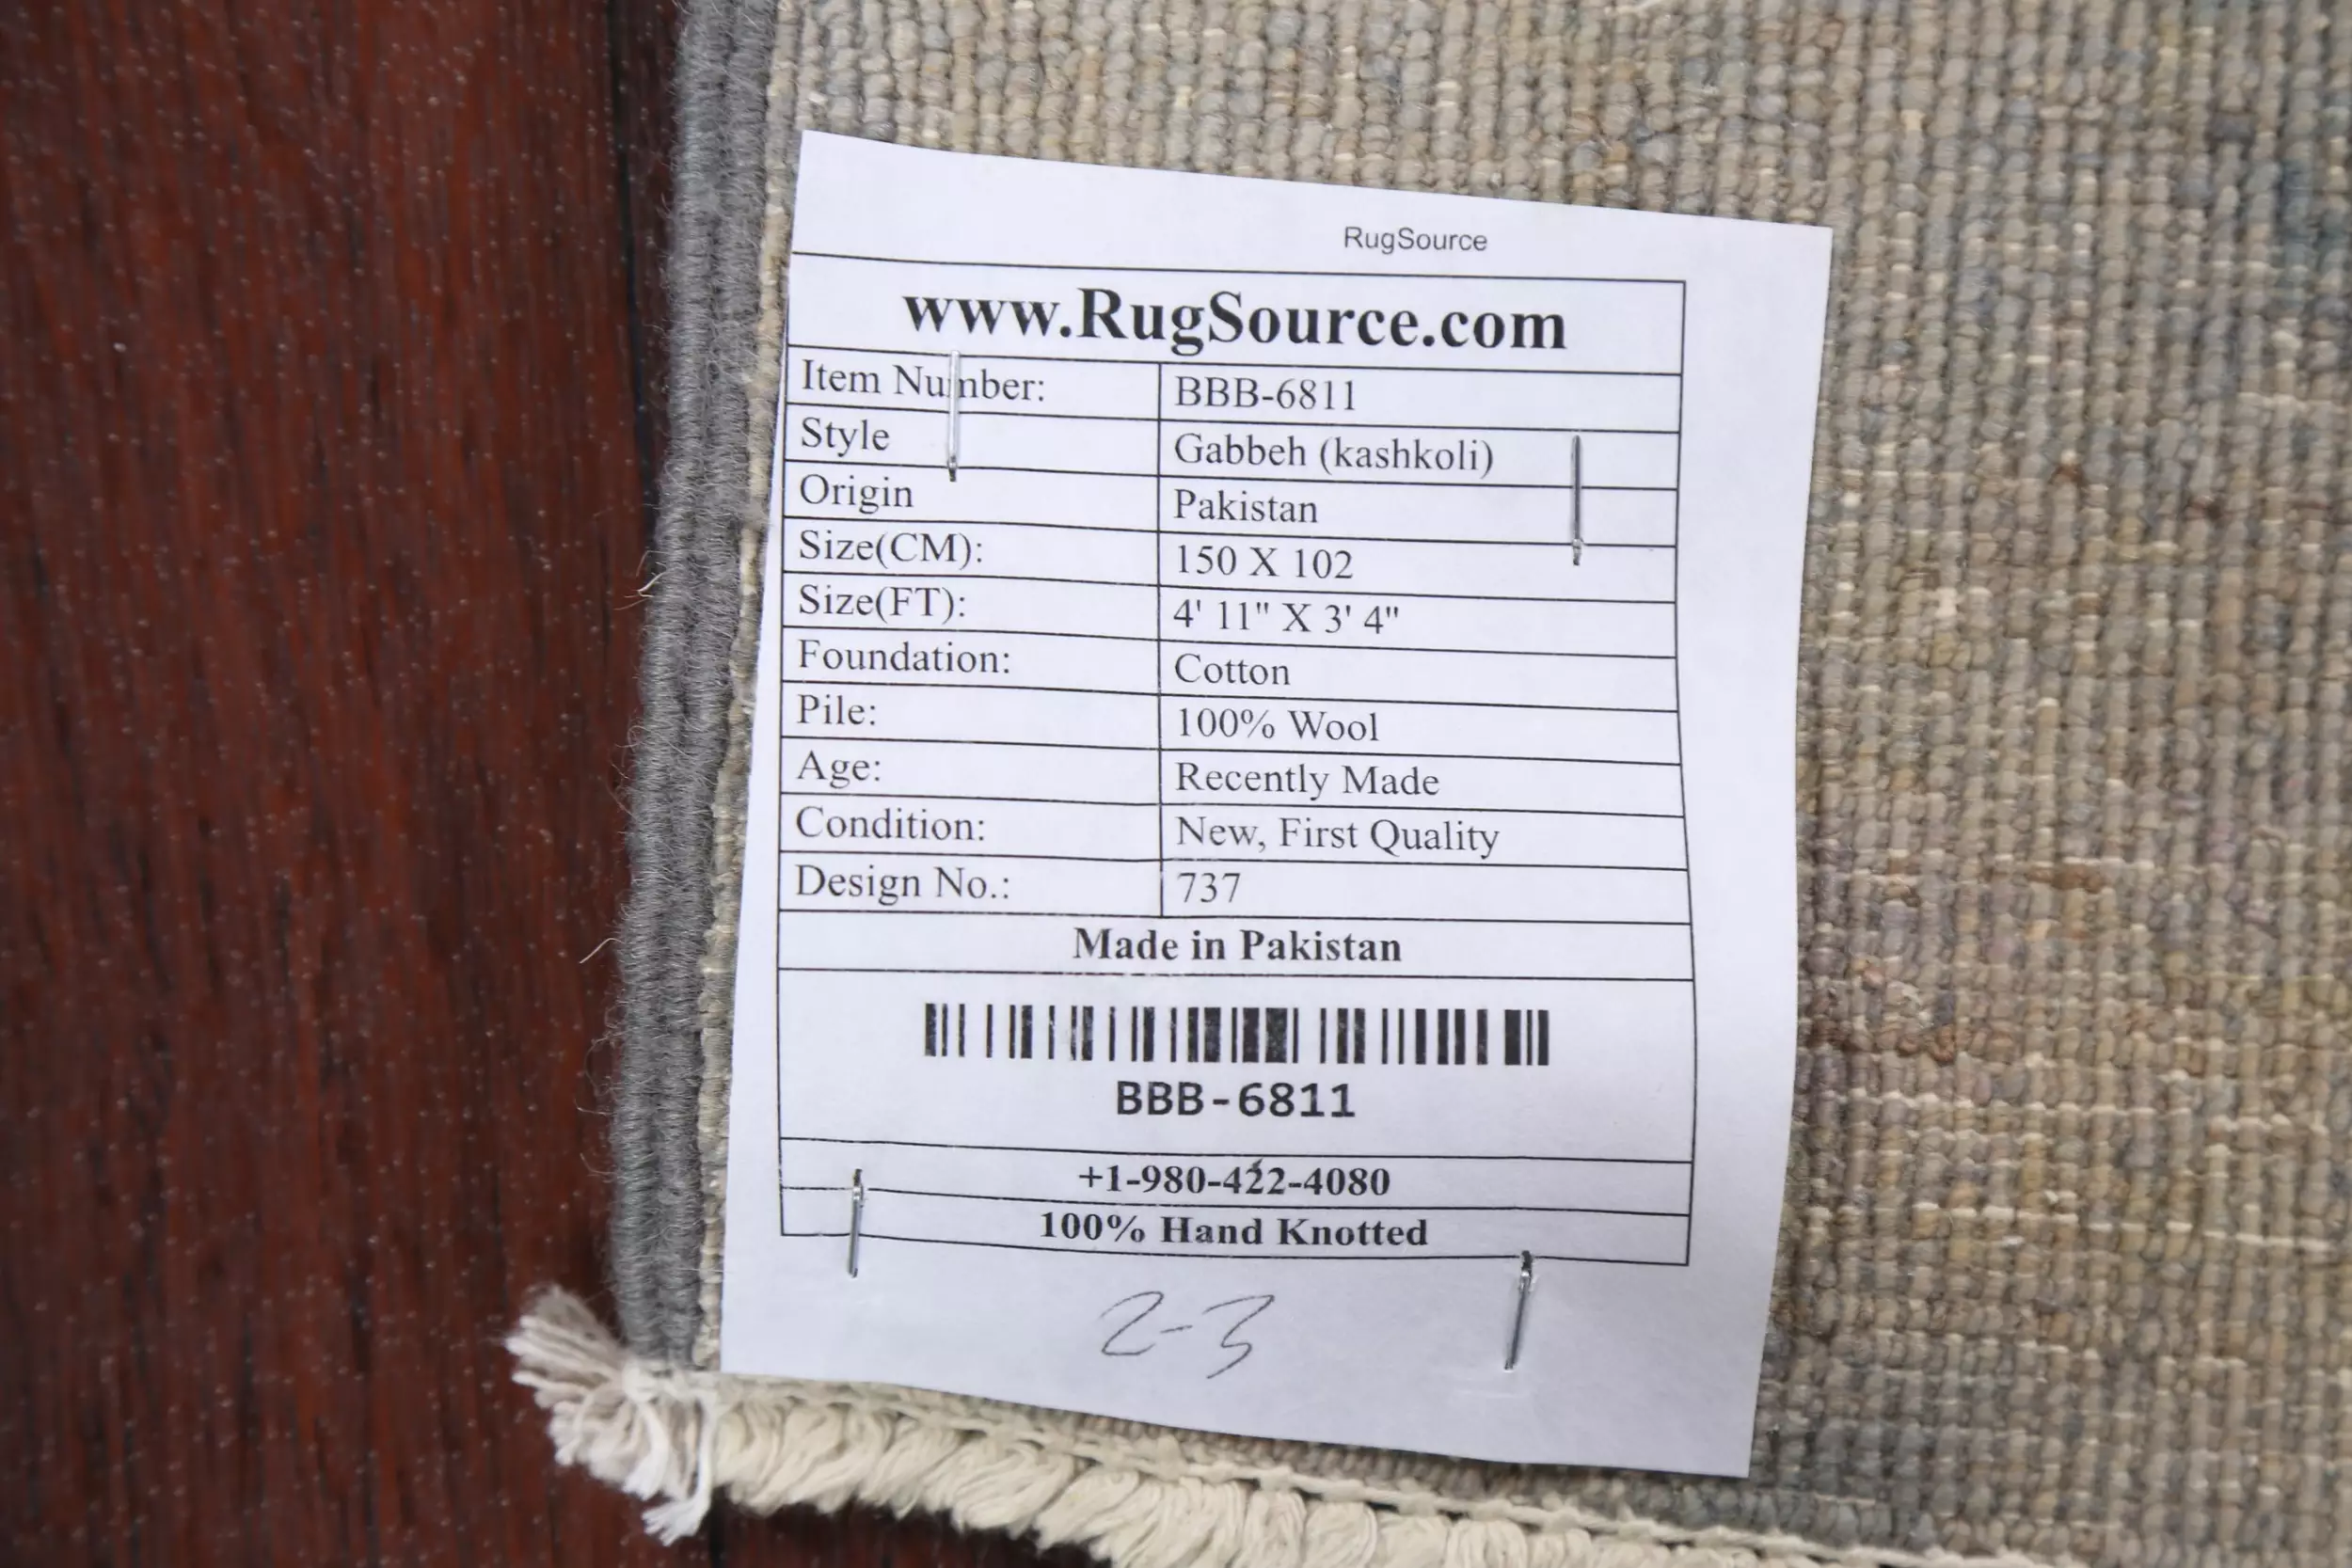 RugSource
www.RugSource.com
Item Number: BBB-6811
Style Gabbeh (kashkoli)
Origin Pakistan
Size(CM): 150 X 102
Size(FT): 4' 11" X 3' 4"
Foundation: Cotton
Pile: 100% Wool
Age: Recently Made
Condition: New, First Quality
Design No.: 737
Made in Pakistan
BBB-6811
+1-980-422-4080
100% Hand Knotted
2-3